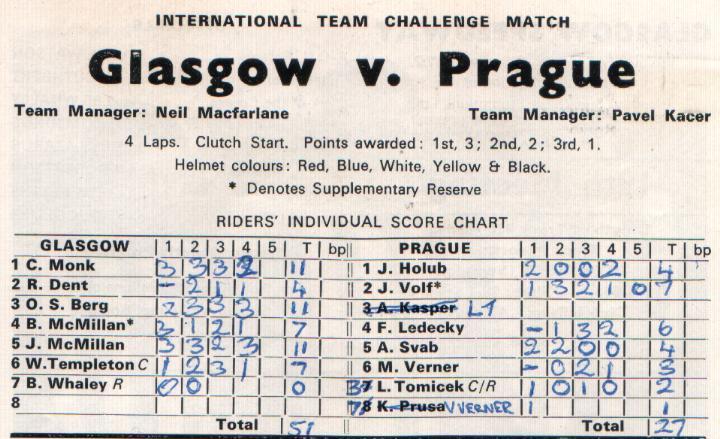 INTERNATIONAL TEAM CHALLENGE MATCH
Glasgow v. Prague
Team Manager: Neil Macfarlane Team Manager: Pavel Kacer
4 Laps. Clutch Start. Points awarded: 1st, 3; 2nd, 2; 3rd, 1.
Helmet colours: Red, Blue, White, Yellow & Black.
* Denotes Supplementary Reserve
RIDERS' INDIVIDUAL SCORE CHART
GLASGOW 1 2 3 4 5 T bp PRAGUE 1 2 3 4 5 T bp
1 C. Monk 3 3 3 2 11 1 J. Holub 2 0 0 2 4
2 R. Dent - 2 1 1 4 2 J. Volf* 1 3 2 1 0 7
3 O. S. Berg 2 3 3 3 11 3 A. Kasper LT
4 B. McMillan* 3 1 2 1 7 4 F. Ledecky - 1 3 2 6
5 J. McMillan 3 3 2 3 11 5 A. Svab 2 2 0 0 4
6 W. Templeton C 1 2 3 1 7 6 M. Verner - 0 2 1 3
7 B. Whaley R 0 0 0 7 L. Tomicek C/R 1 0 1 0 2
8 8 K. Prusa V VERNER 1 1
Total 51 Total 27